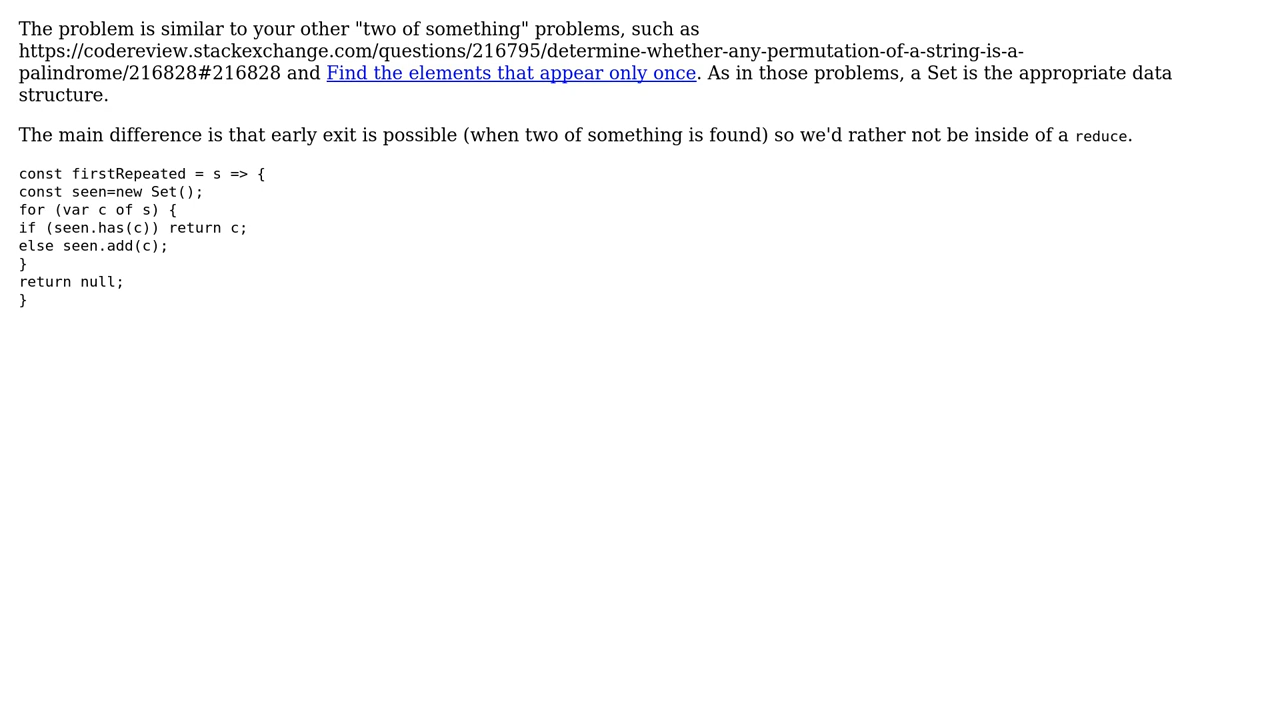 The problem is similar to your other "two of something" problems, such as
https://codereview.stackexchange.com/questions/216795/determine-whether-any-permutation-of-a-string-is-a-
palindrome/216828#216828 and Find the elements that appear only once. As in those problems, a Set is the appropriate data
structure.
The main difference is that early exit is possible (when two of something is found) so we'd rather not be inside of a reduce.
const firstRepeated = s => {
const seen=new Set();
for (var c of s) {
if (seen.has(c)) return c;
else seen.add(c);
}
return null;
}